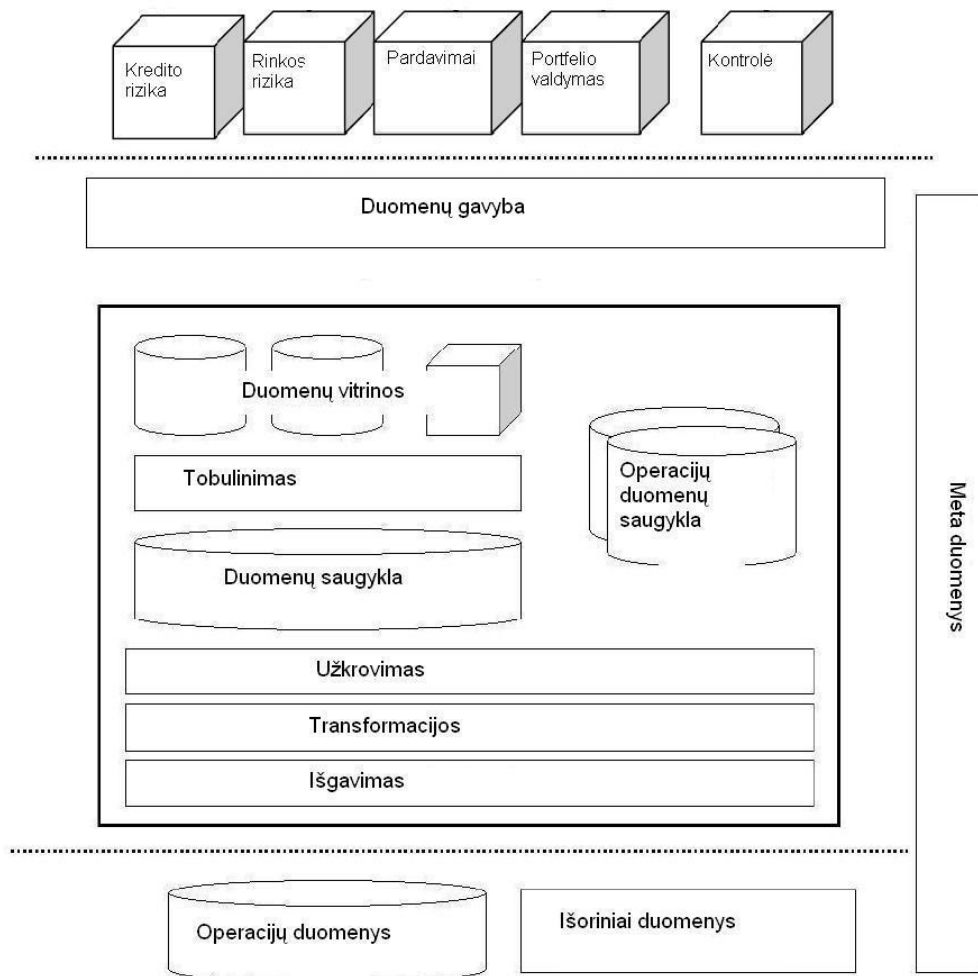 Kredito
rizika
Rinkos
rizika
Pardavimai
Portfelio
valdymas
Kontrolė
Duomenų gavyba
Duomenų vitrinos
Tobulinimas
Operacijų
duomenų
saugykla
Duomenų saugykla
Užkrovimas
Transformacijos
Išgavimas
Meta duomenys
Operacijų duomenys
Išoriniai duomenys